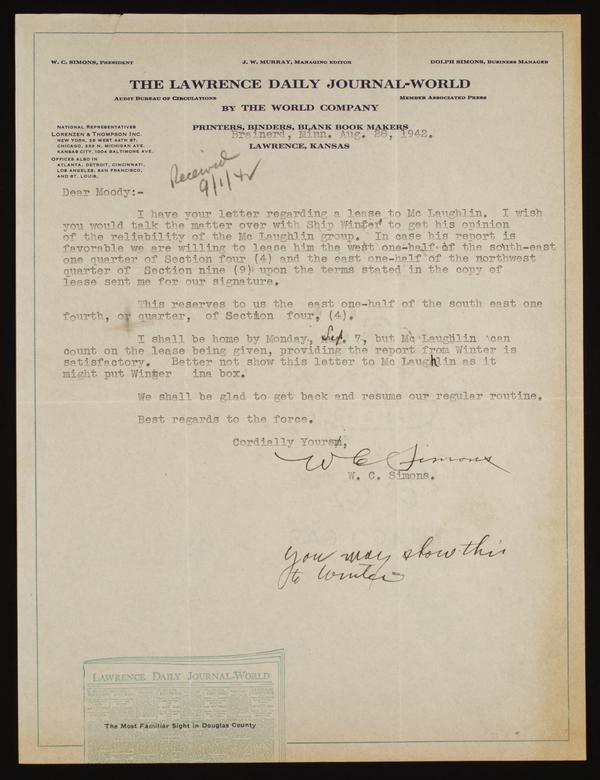 W. C. SIMONS, PRESIDENT J. W. MURRAY, MANAGING EDITOR DOLPH SIMONS, BUSINESS MANAGER
THE LAWRENCE DAILY JOURNAL-WORLD
AUDIT BUREAU OF CIRCULATIONS MEMBER ASSOCIATED PRESS
BY THE WORLD COMPANY
NATIONAL REPRESENTATIVES
LORENZEN & THOMPSON INC.
NEW YORK, 28 WEST 44TH ST.
CHICAGO, 333 N. MICHIGAN AVE.
KANSAS CITY, 1004 BALTIMORE AVE.
OFFICES ALSO IN
ATLANTA, DETROIT, CINCINNATI,
LOS ANGELES, SAN FRANCISCO,
AND ST. LOUIS.
PRINTERS, BINDERS, BLANK BOOK MAKERS
Brainerd, Minn. Aug. 28, 1942.
LAWRENCE, KANSAS
Received
9/1/42
Dear Moody:-
I have your letter regarding a lease to Mc Laughlin. I wish
you would talk the matter over with Ship Winter to get his opinion
of the reliability of the Mc Laughlin group. In case his report is
favorable we are willing to lease him the west one-half of the south-east
one quarter of Section four (4) and the east one-half of the northwest
quarter of Section nine (9) upon the terms stated in the copy of
lease sent me for our signature.
This reserves to us the east one-half of the south east one
fourth, or quarter, of Section four, (4).
I shall be home by Monday, Sep. 7, but Mc Laughlin can
count on the lease being given, providing the report from Winter is
satisfactory. Better not show this letter to Mc Laughlin as it
might put Winter ina box.
We shall be glad to get back and resume our regular routine.
Best regards to the force.
Cordially Yours,
W C Simons
W. C. Simons.
You may show this
to Winter
LAWRENCE DAILY JOURNAL-WORLD
The Most Familiar Sight in Douglas County